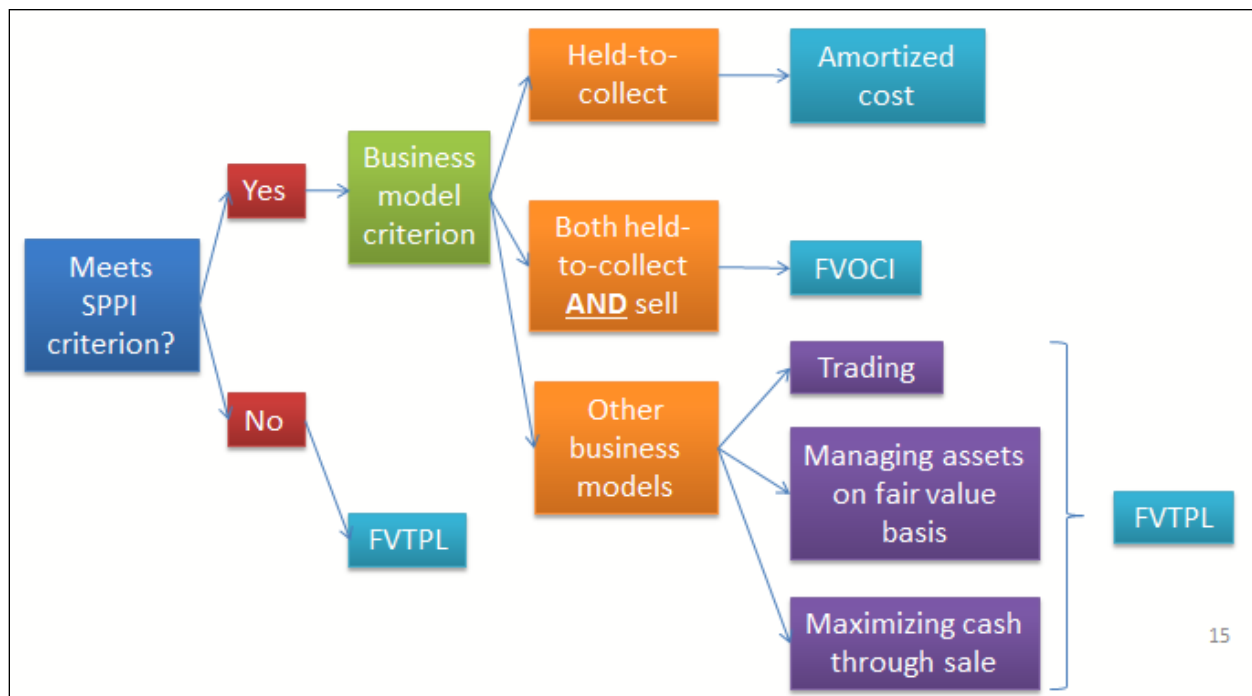 Meets
SPPI
criterion?
Yes
No
FVTPL
Business
model
criterion
Held-to-
collect
Amortized
cost
Both held-
to-collect
AND sell
FVOCI
Other
business
models
Trading
Managing assets
on fair value
basis
Maximizing cash
through sale
FVTPL
15